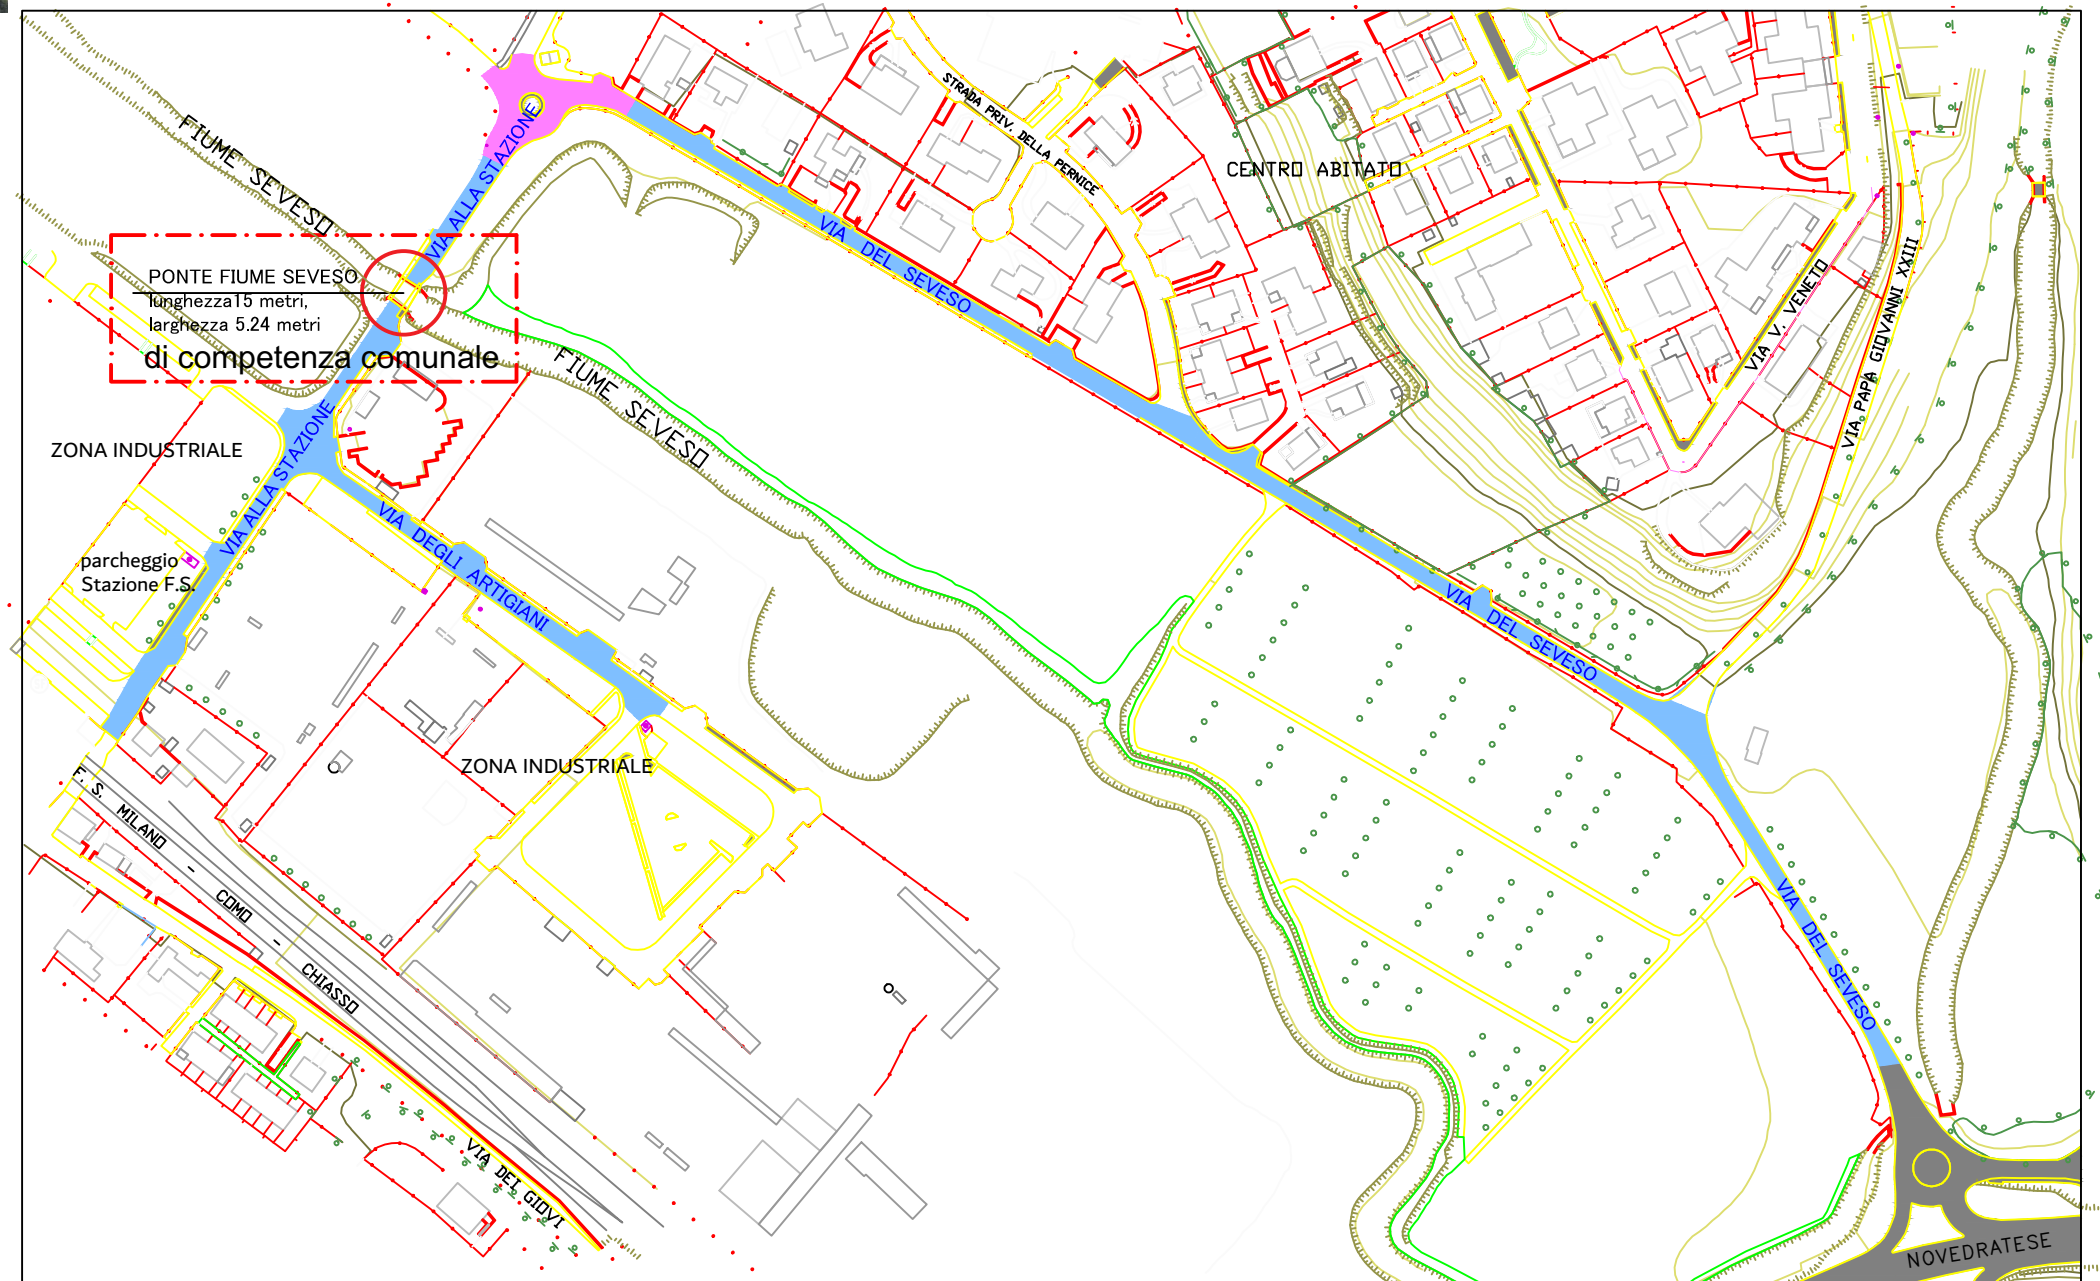 STRADA PRIV. DELLA PERNICE
FIUME SEVESO
VIA ALLA STAZIONE
CENTRO ABITATO
VIA DEL SEVESO
PONTE FIUME SEVESO
lunghezza15 metri,
larghezza 5.24 metri
di competenza comunale
VIA V. VENETO
VIA PAPA GIOVANNI XXIII
FIUME SEVESO
ZONA INDUSTRIALE
VIA ALLA STAZIONE
VIA DEGLI ARTIGIANI
parcheggio
Stazione F.S.
VIA DEL SEVESO
ZONA INDUSTRIALE
F. S. MILANO - COMO - CHIASSO
VIA DEL SEVESO
VIA DEI GIOVI
NOVEDRATESE